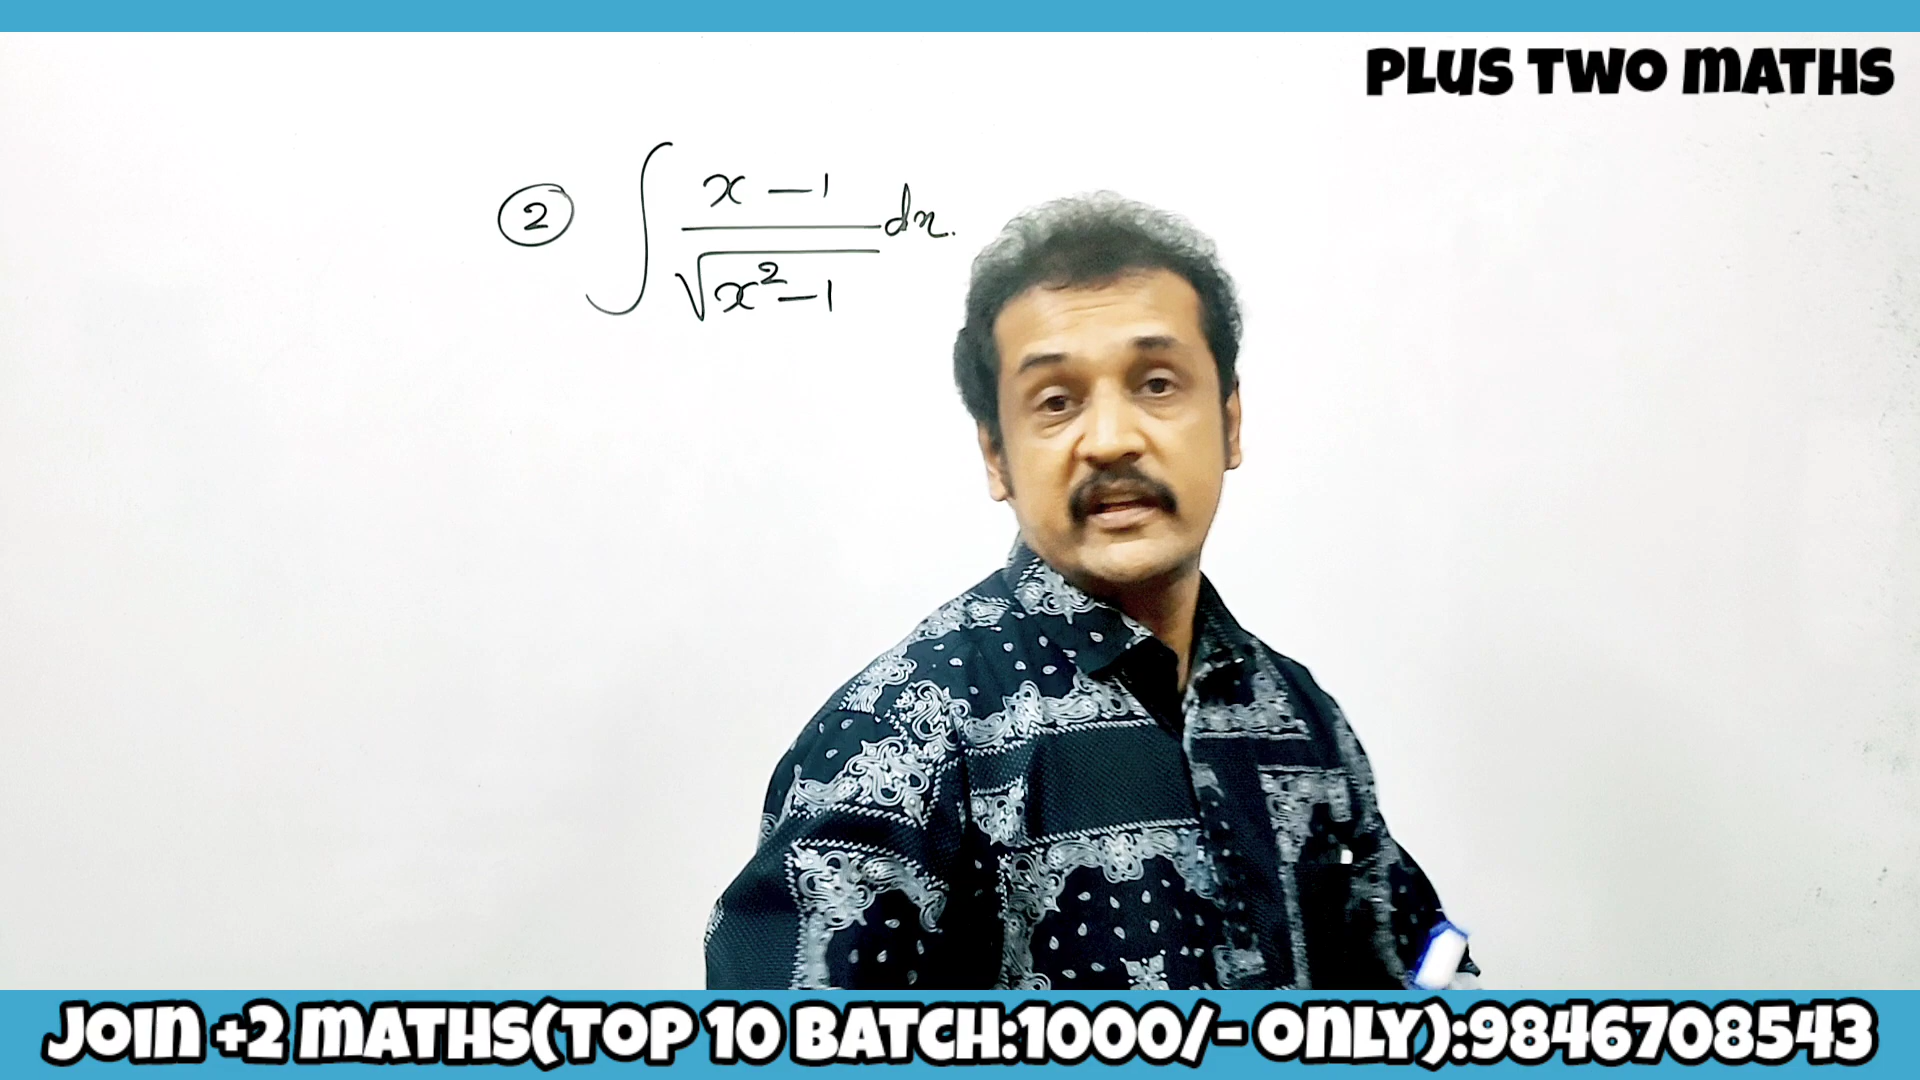 PLUS TWO MATHS
② ∫ x - 1 / √(x² - 1) dx.
JOIN +2 MATHS(TOP 10 BATCH:1000/- ONLY):9846708543